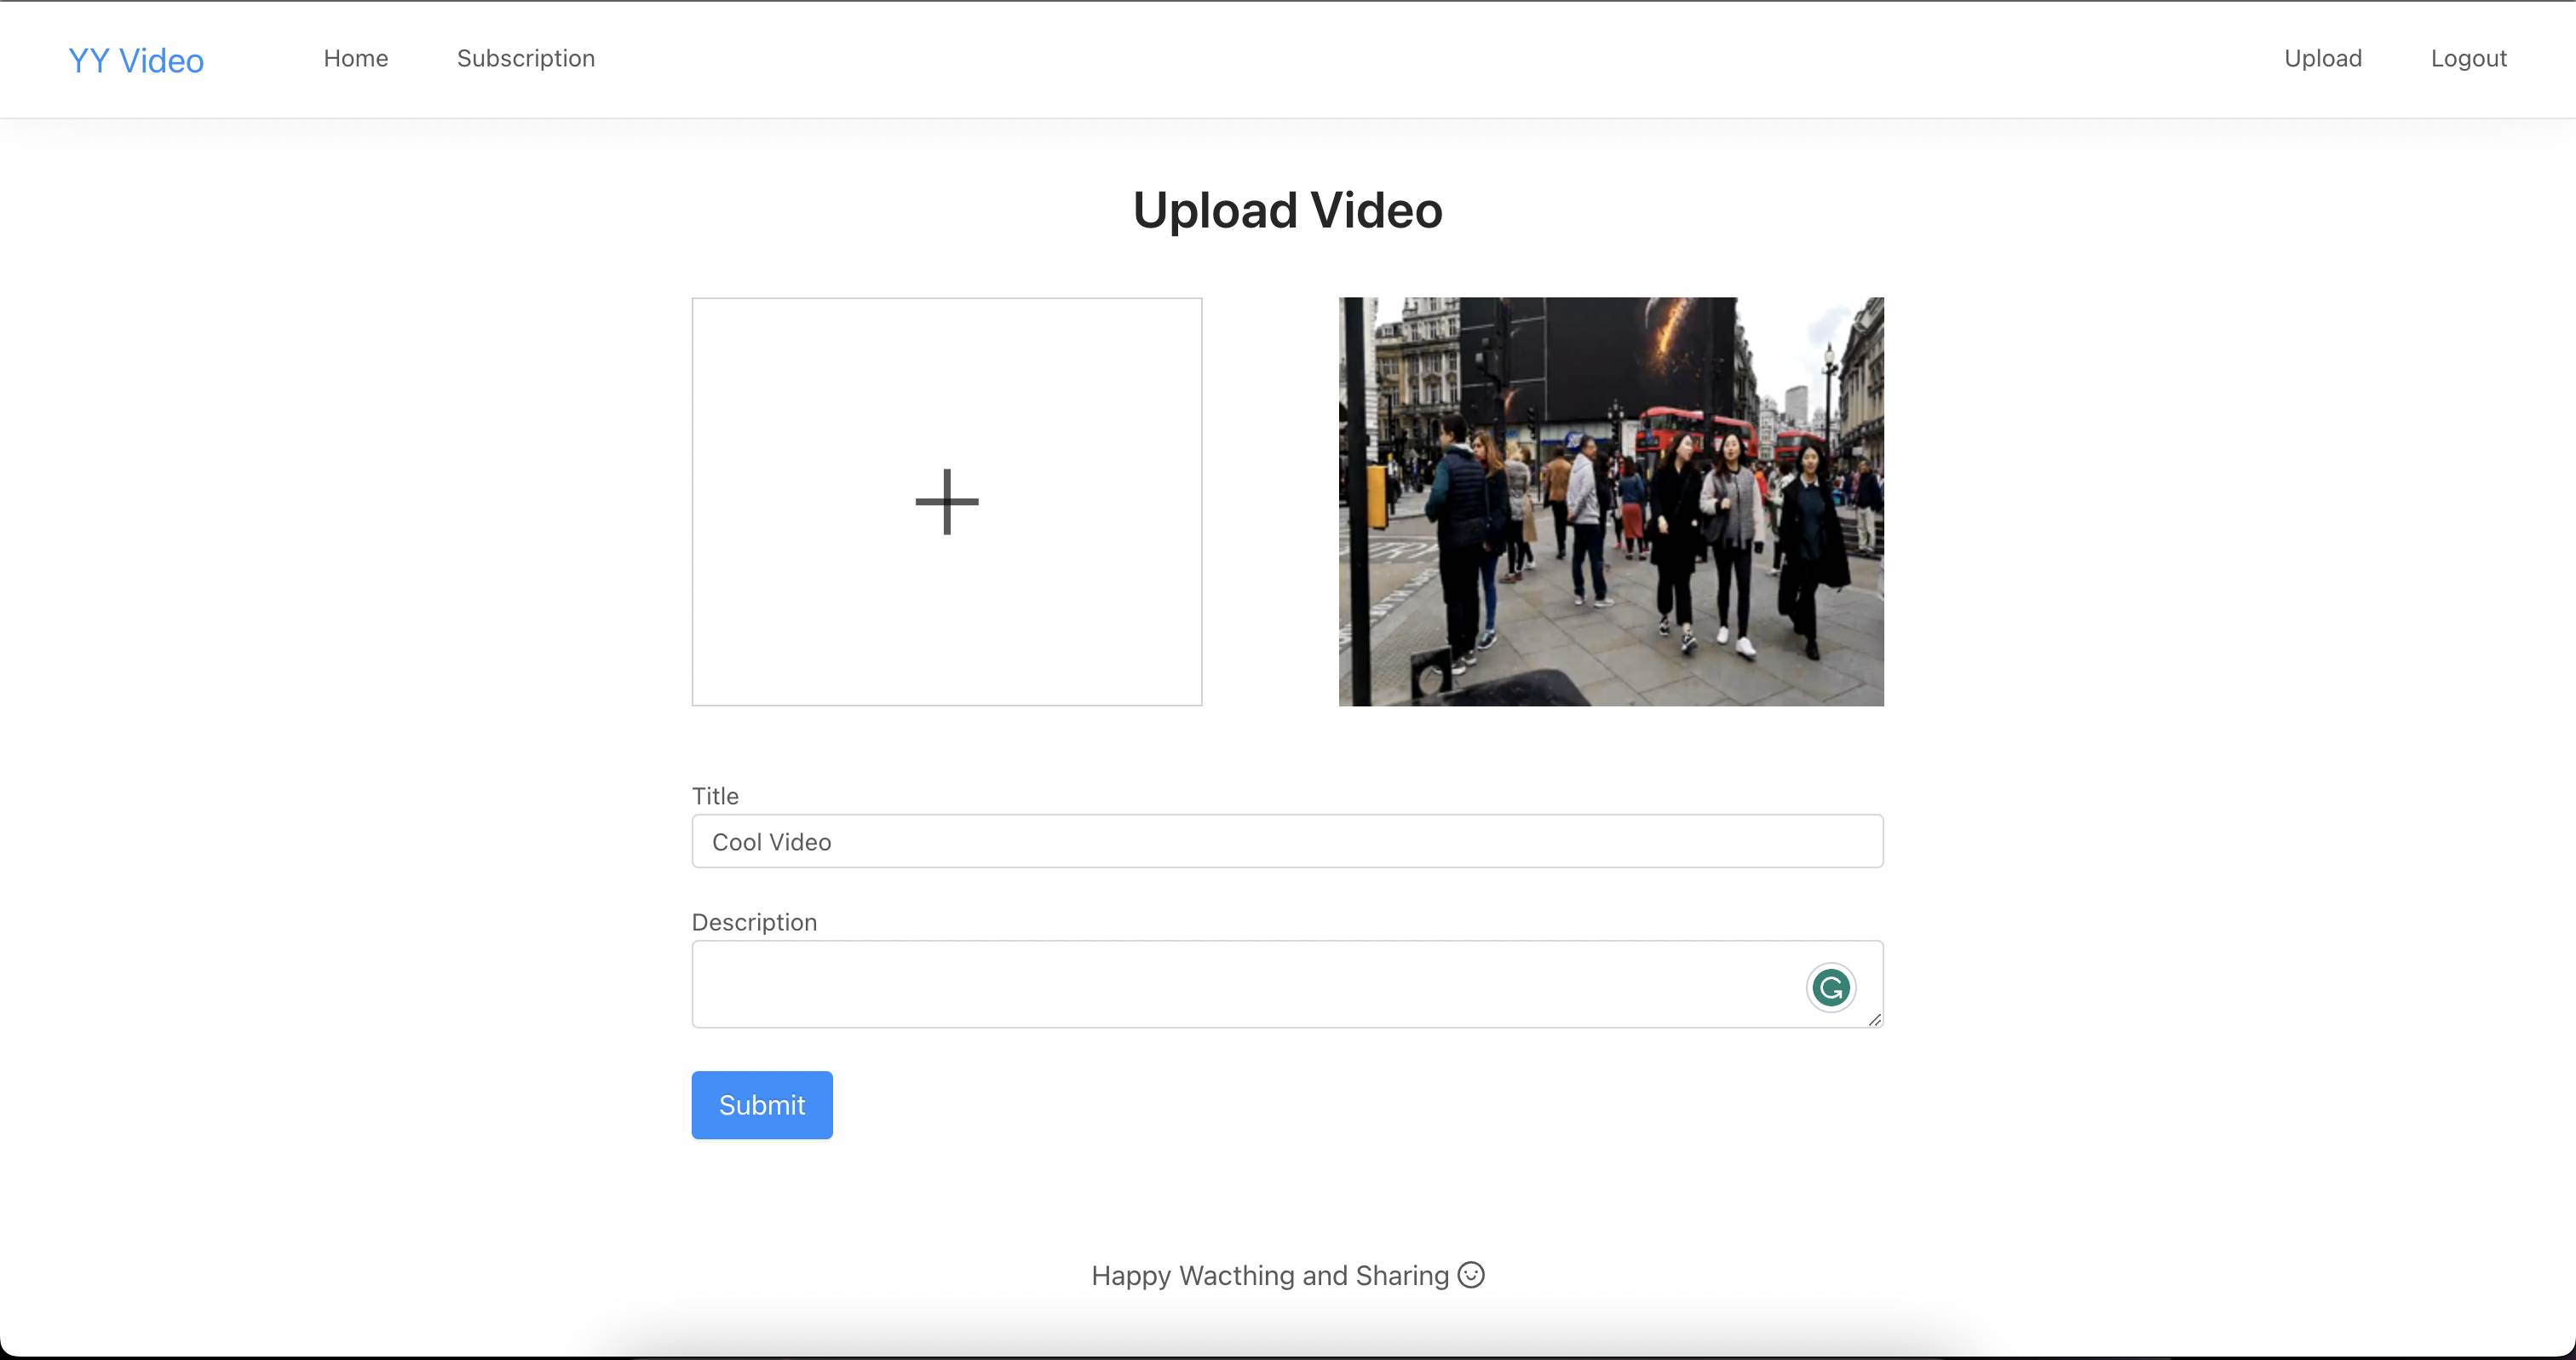 YY Video
Home
Subscription
Upload
Logout
Upload Video
Title
Cool Video
Description
Submit
Happy Wacthing and Sharing